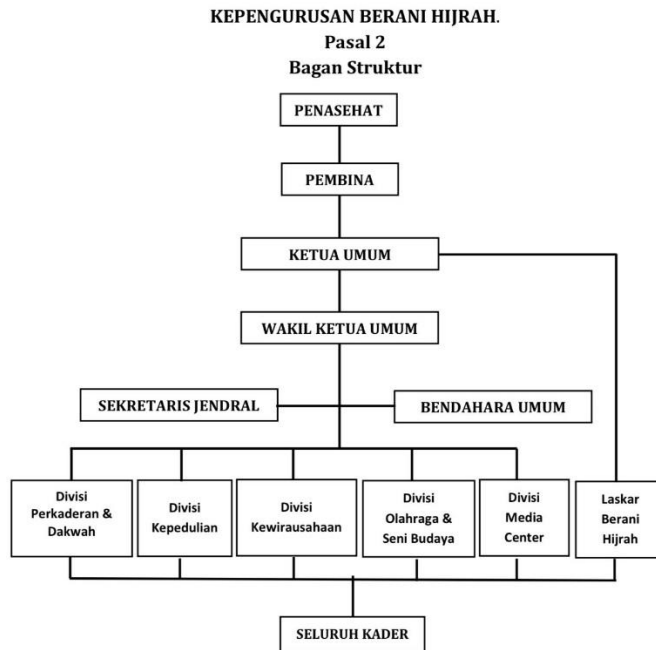 KEPENGURUSAN BERANI HIJRAH.
Pasal 2
Bagan Struktur
PENASEHAT
PEMBINA
KETUA UMUM
WAKIL KETUA UMUM
SEKRETARIS JENDRAL
BENDAHARA UMUM
Divisi
Perkaderan &
Dakwah
Divisi
Kepedulian
Divisi
Kewirausahaan
Divisi
Olahraga &
Seni Budaya
Divisi
Media
Center
Laskar
Berani
Hijrah
SELURUH KADER